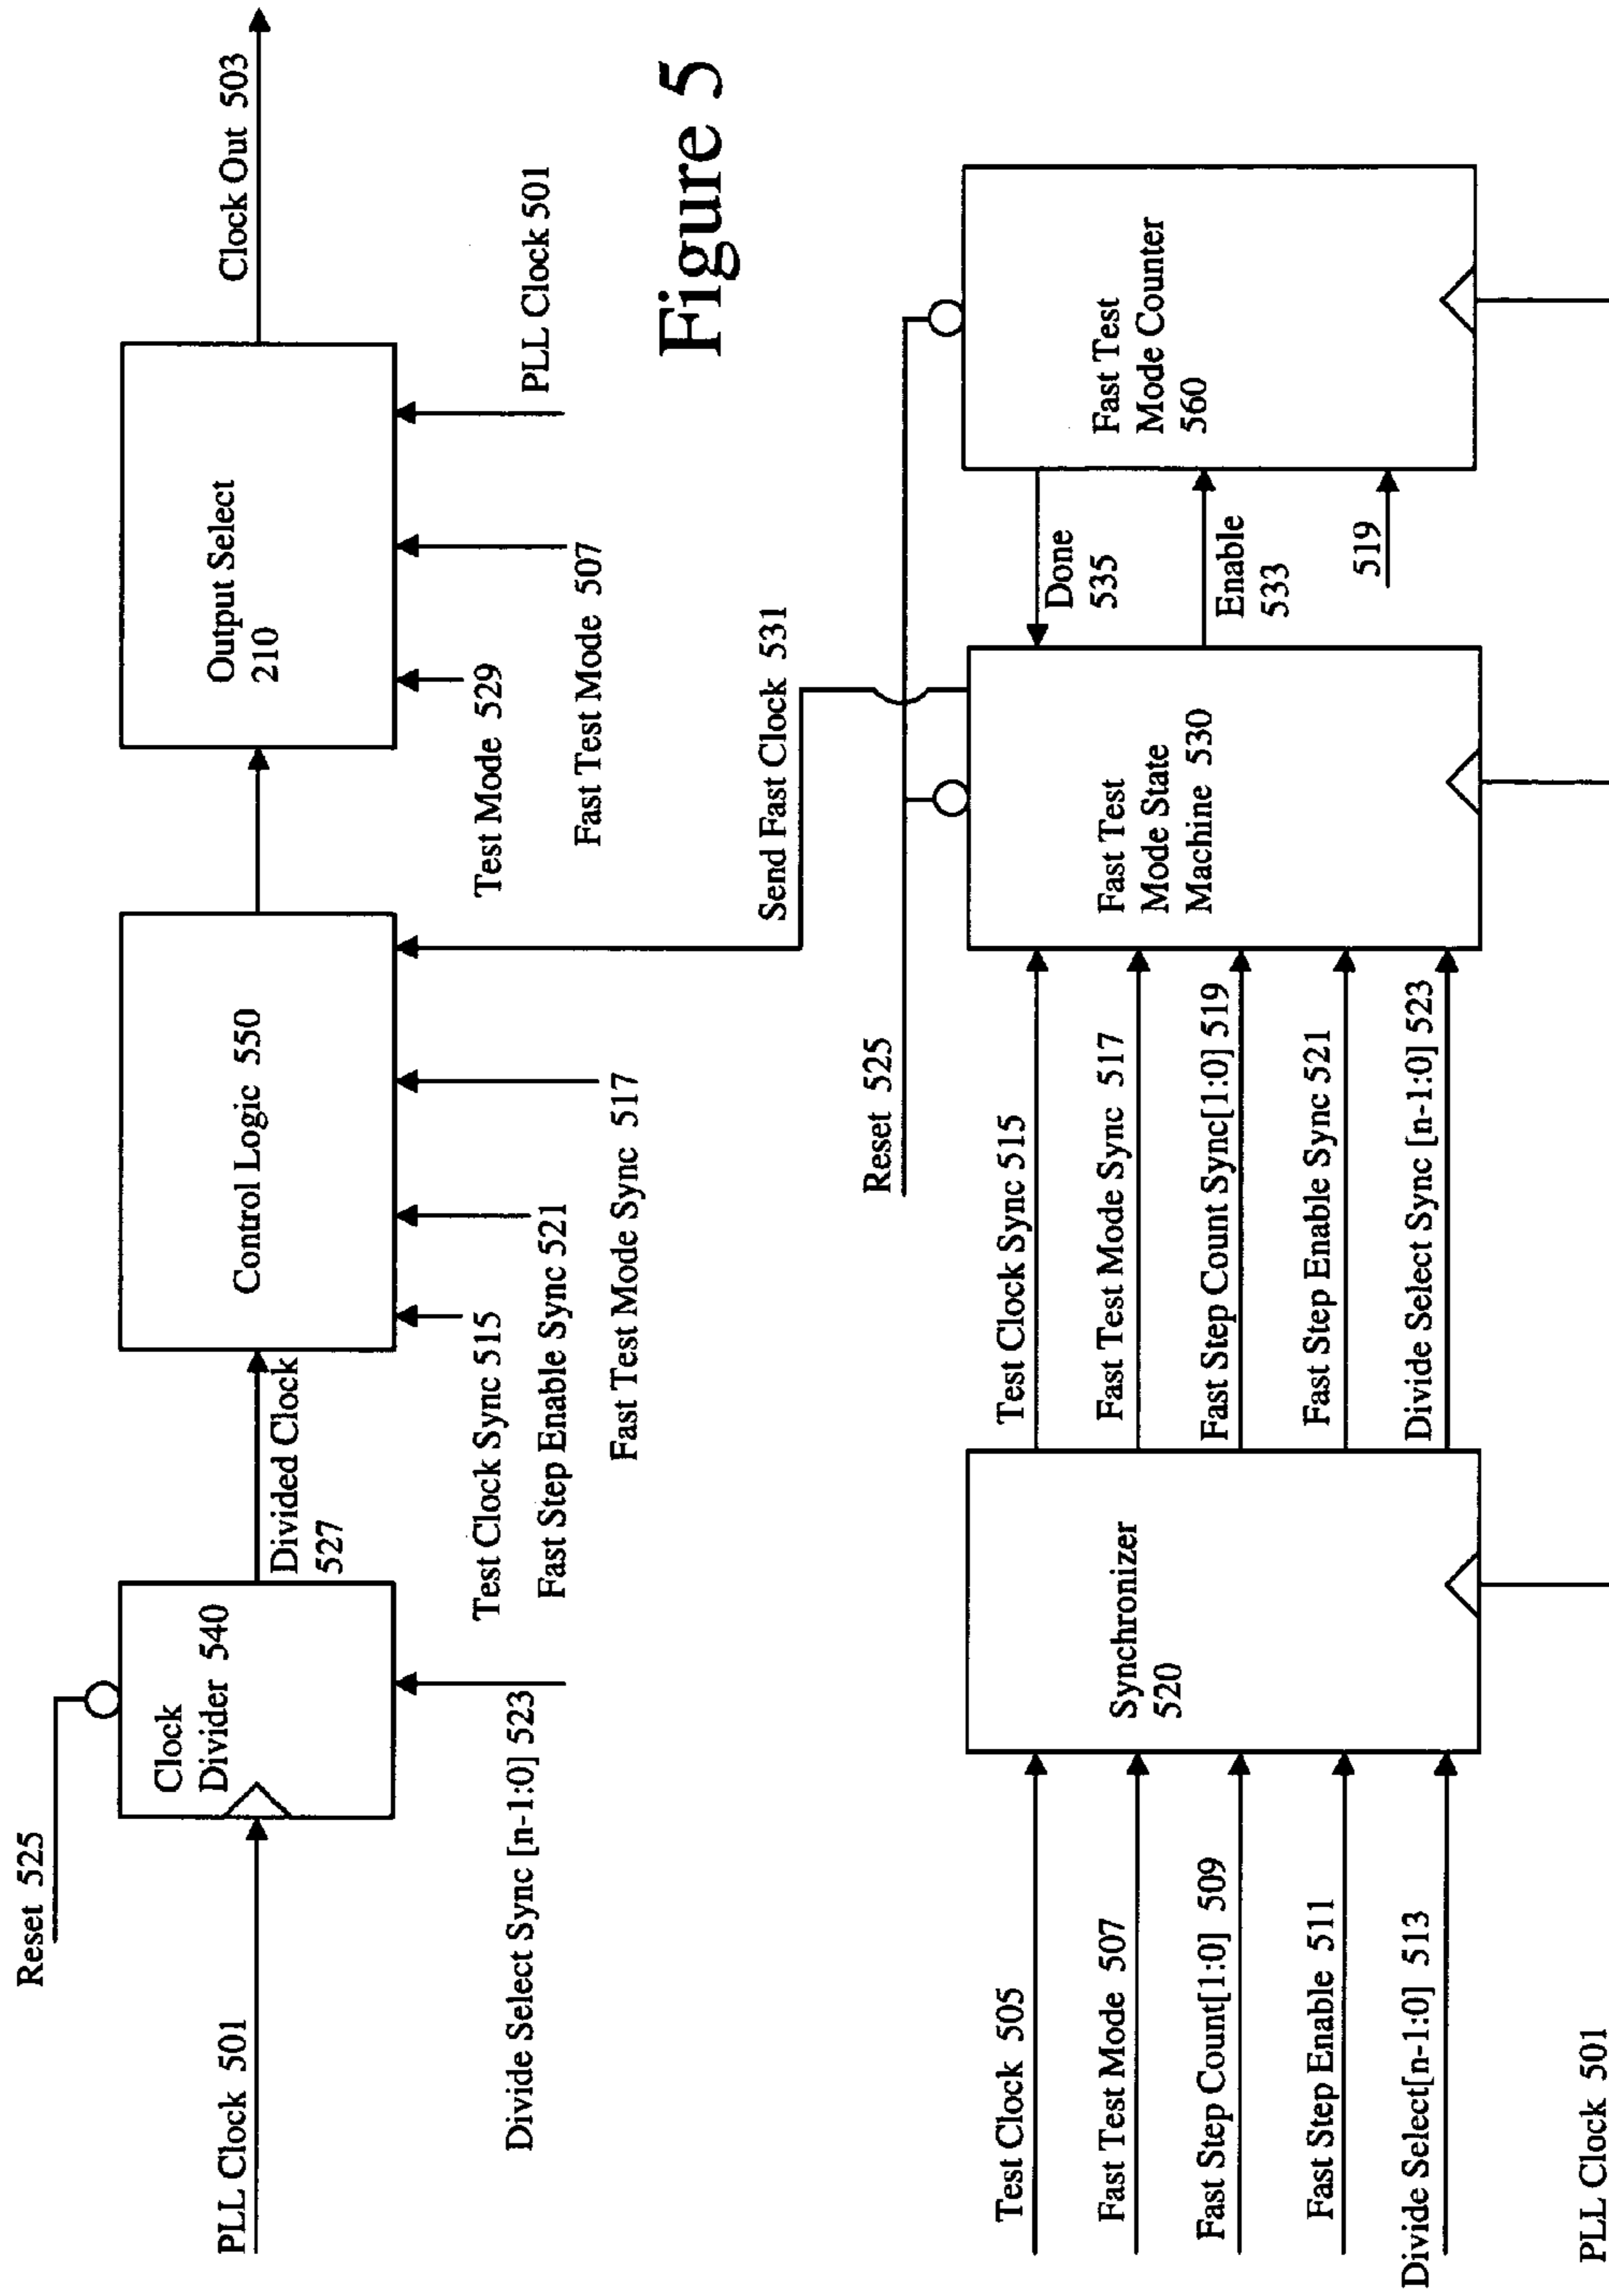 Reset 525
PLL Clock 501
Clock
Divider 540
Divided Clock
527
Divide Select Sync [n-1:0] 523
Control Logic 550
Test Clock Sync 515
Fast Step Enable Sync 521
Fast Test Mode Sync 517
Output Select
210
Test Mode 529
Fast Test Mode 507
PLL Clock 501
Clock Out 503
Figure 5
Send Fast Clock 531
Reset 525
Test Clock 505
Fast Test Mode 507
Fast Step Count[1:0] 509
Fast Step Enable 511
Divide Select[n-1:0] 513
Synchronizer
520
Test Clock Sync 515
Fast Test Mode Sync 517
Fast Step Count Sync[1:0] 519
Fast Step Enable Sync 521
Divide Select Sync [n-1:0] 523
Fast Test
Mode State
Machine 530
Done
535
Enable
533
519
Fast Test
Mode Counter
560
PLL Clock 501